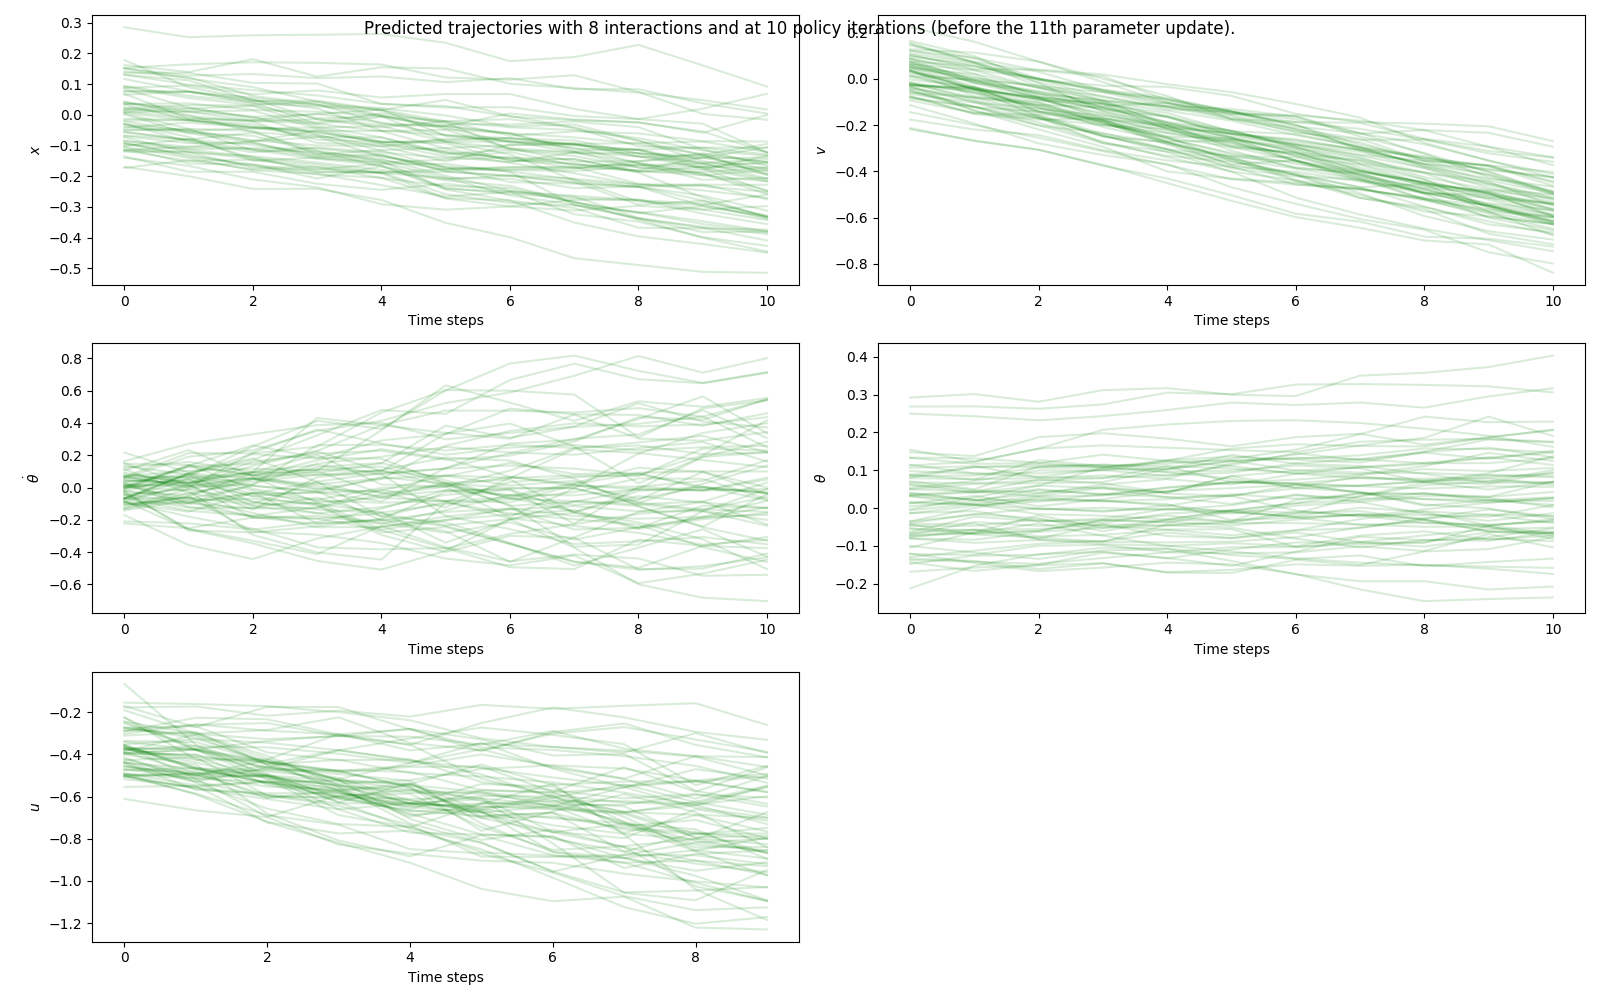 Predicted trajectories with 8 interactions and at 10 policy iterations (before the 11th parameter update).
0.3
0.2
0.1
0.0
−0.1
−0.2
−0.3
−0.4
−0.5
x
0 2 4 6 8 10
Time steps
0.2
0.0
−0.2
−0.4
−0.6
−0.8
v
0 2 4 6 8 10
Time steps
0.8
0.6
0.4
0.2
0.0
−0.2
−0.4
−0.6
θ̇
0 2 4 6 8 10
Time steps
0.4
0.3
0.2
0.1
0.0
−0.1
−0.2
θ
0 2 4 6 8 10
Time steps
−0.2
−0.4
−0.6
−0.8
−1.0
−1.2
u
0 2 4 6 8
Time steps